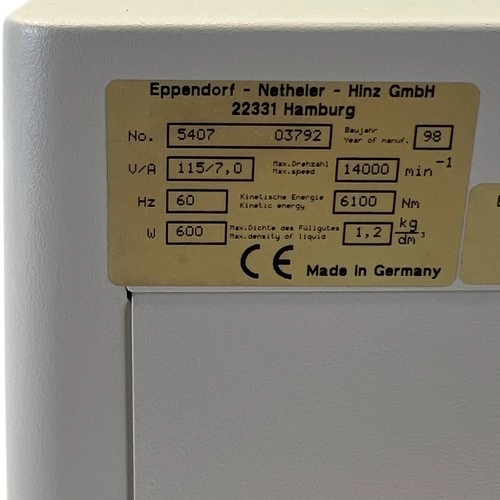 Eppendorf - Netheler - Hinz GmbH
22331 Hamburg
No. 5407 03792 Baujahr Year of manuf. 98
V/A 115/7,0 Max.Drehzahl Max.speed 14000 min⁻¹
Hz 60 Kinetische Energie Kinetic energy 6100 Nm
W 600 Max.Dichte des Füllgutes Max.density of liquid 1,2 kg/dm³
CE Made in Germany